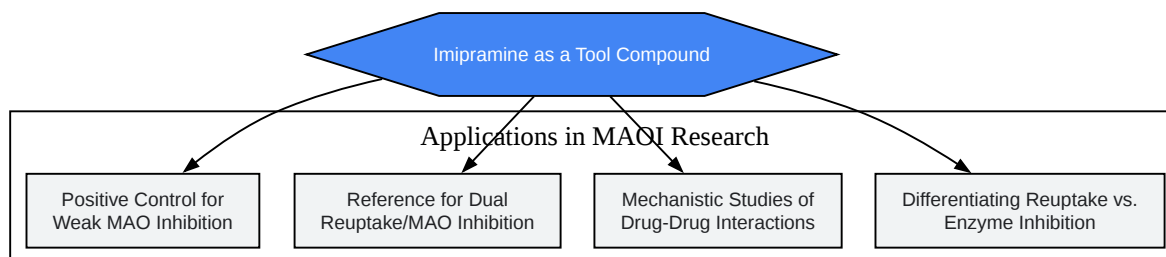 Imipramine as a Tool Compound
Applications in MAOI Research
Positive Control for
Weak MAO Inhibition
Reference for Dual
Reuptake/MAO Inhibition
Mechanistic Studies of
Drug-Drug Interactions
Differentiating Reuptake vs.
Enzyme Inhibition